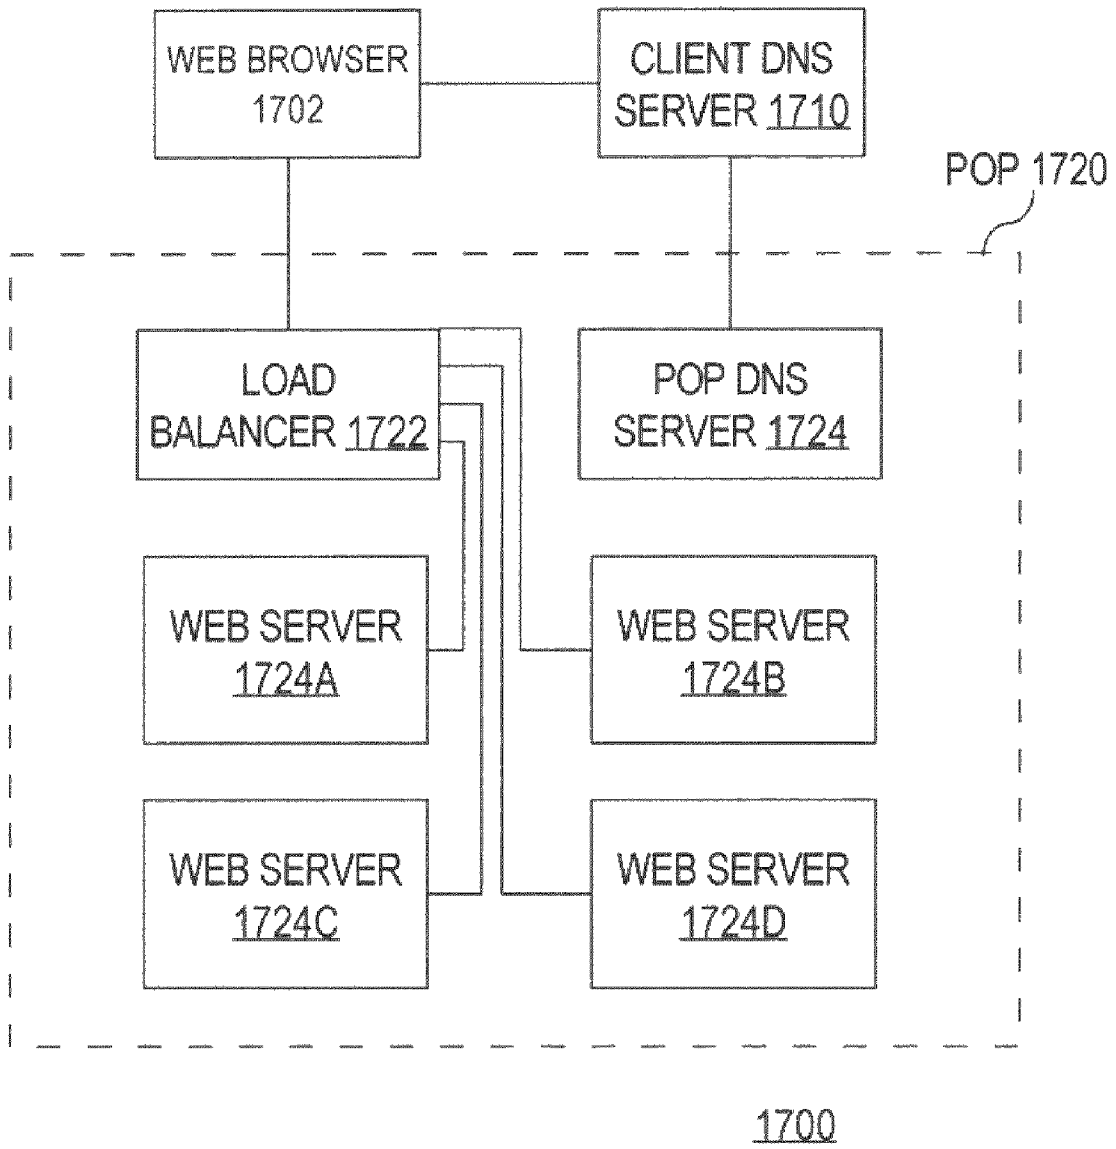 WEB BROWSER
1702
CLIENT DNS
SERVER 1710
POP 1720
LOAD
BALANCER 1722
POP DNS
SERVER 1724
WEB SERVER
1724A
WEB SERVER
1724B
WEB SERVER
1724C
WEB SERVER
1724D
1700